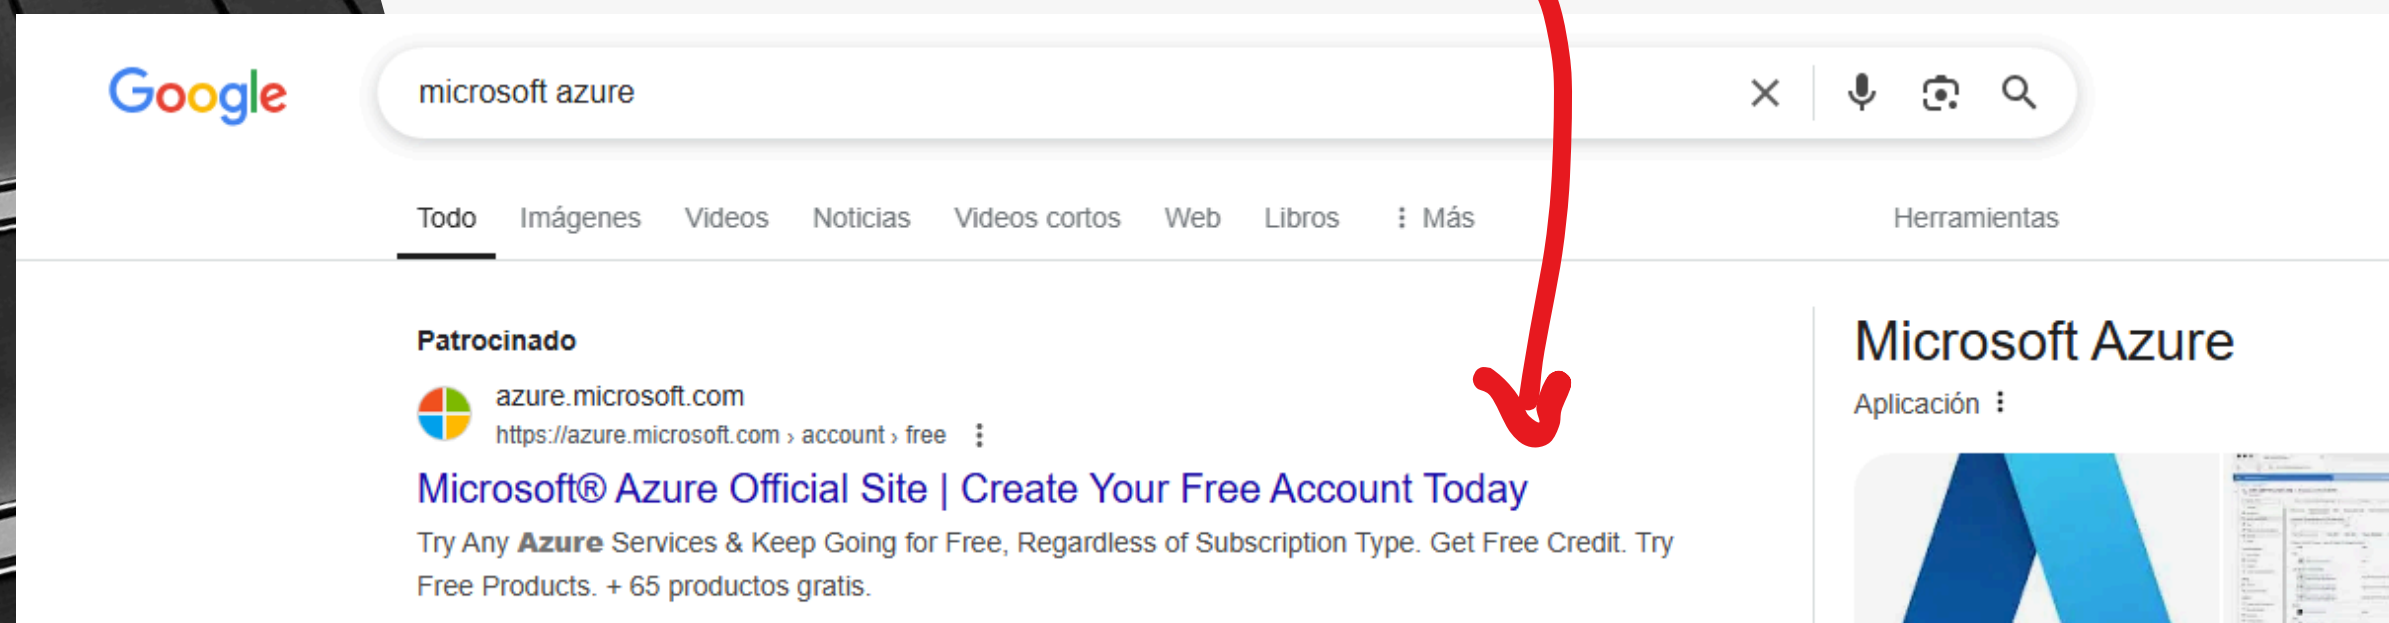 Google
microsoft azure
Todo Imágenes Videos Noticias Videos cortos Web Libros Más Herramientas
Patrocinado
azure.microsoft.com
https://azure.microsoft.com › account › free
Microsoft® Azure Official Site | Create Your Free Account Today
Try Any Azure Services & Keep Going for Free, Regardless of Subscription Type. Get Free Credit. Try
Free Products. + 65 productos gratis.
Microsoft Azure
Aplicación